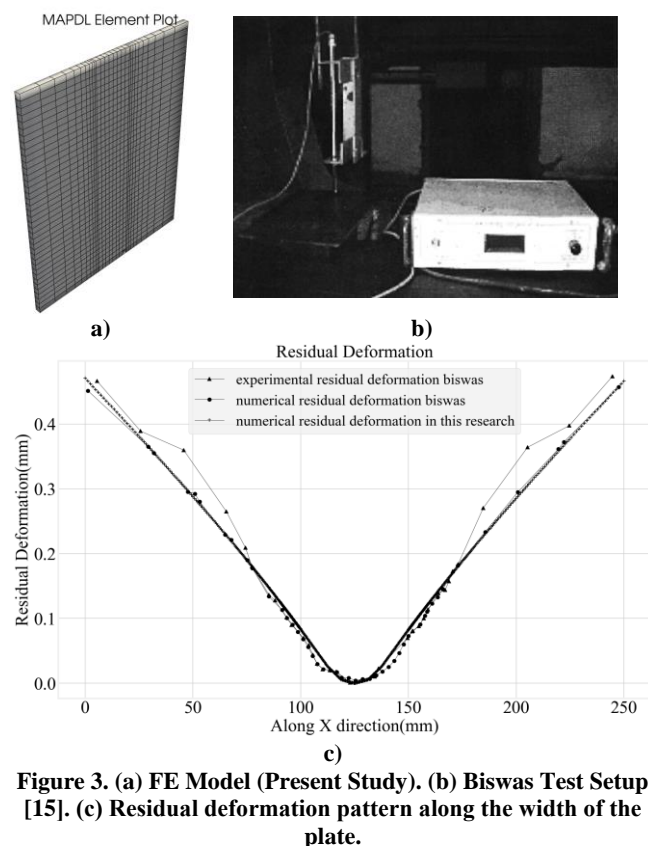 MAPDL Element Plot
a)
b)
Residual Deformation
experimental residual deformation biswas
numerical residual deformation biswas
numerical residual deformation in this research
Residual Deformation(mm)
0.4
0.3
0.2
0.1
0.0
0
50
100
150
200
250
Along X direction(mm)
c)
Figure 3. (a) FE Model (Present Study). (b) Biswas Test Setup
[15]. (c) Residual deformation pattern along the width of the
plate.